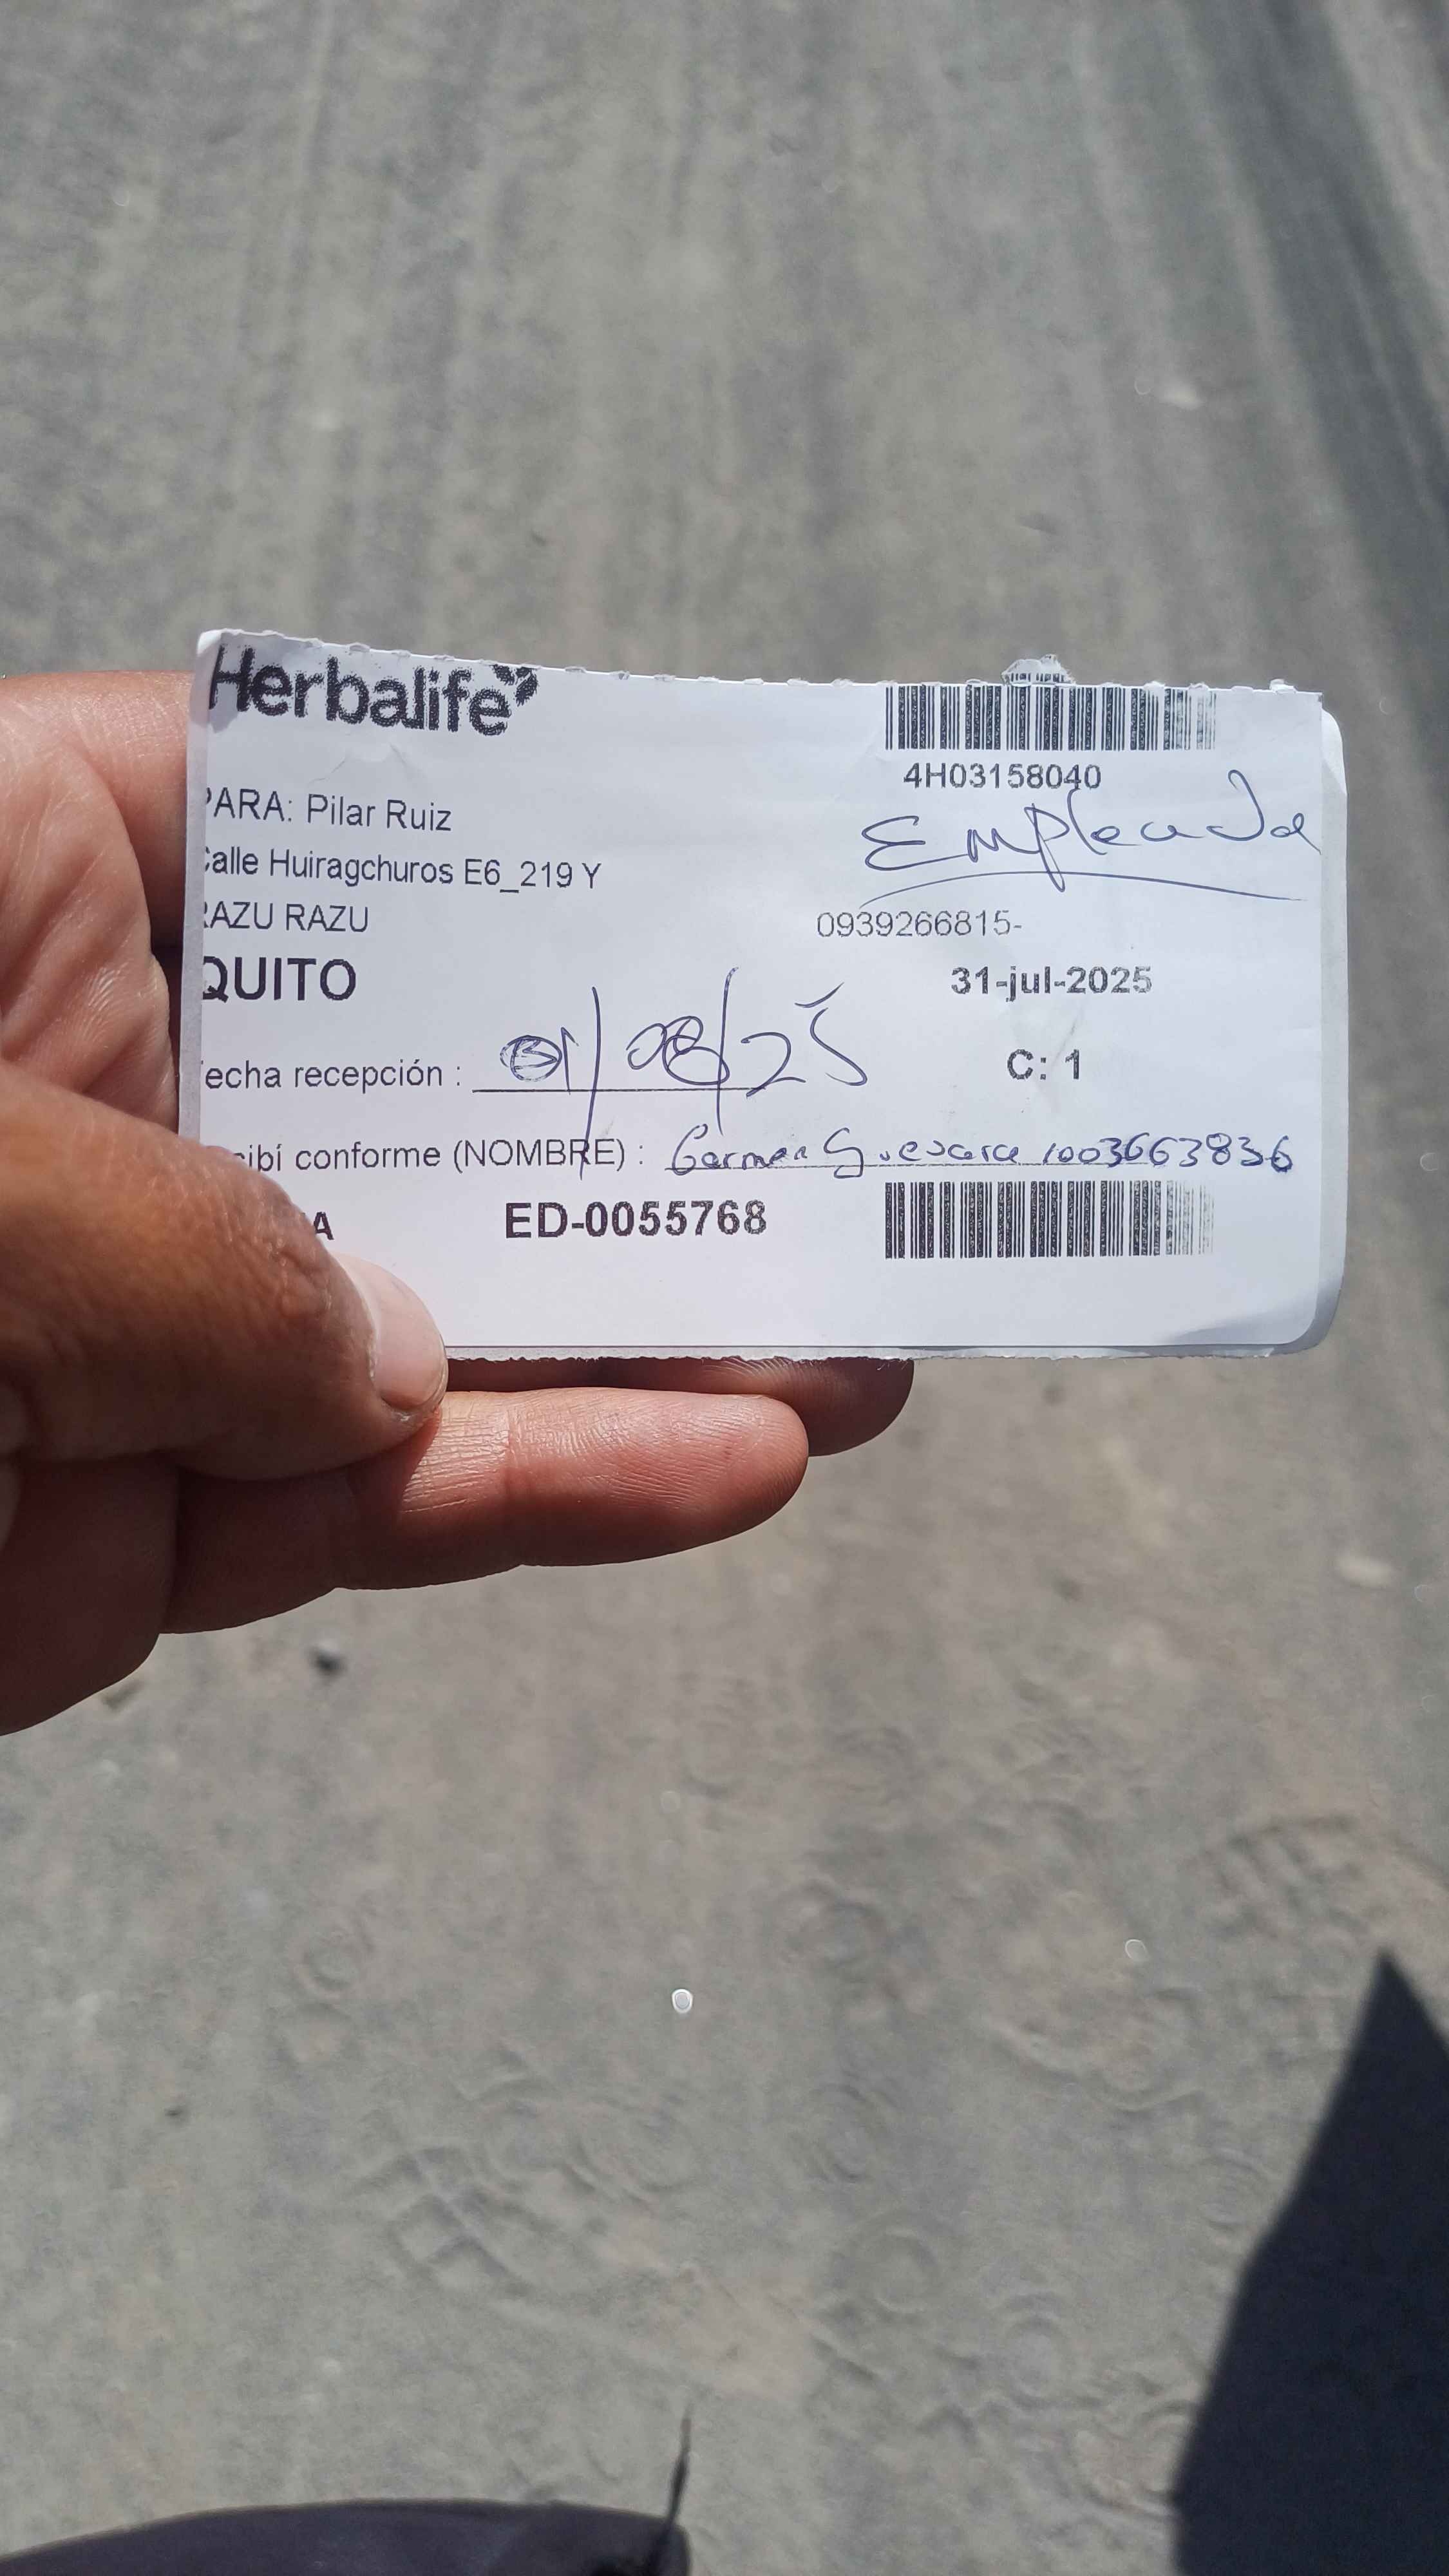 Herbalife
4H03158040
PARA: Pilar Ruiz
Empleada
Calle Huiragchuros E6_219 Y
RAZU RAZU
0939266815-
QUITO
31-jul-2025
echa recepción : 01/08/25
C: 1
cibí conforme (NOMBRE) : Carmen Guevara 1003663836
A
ED-0055768